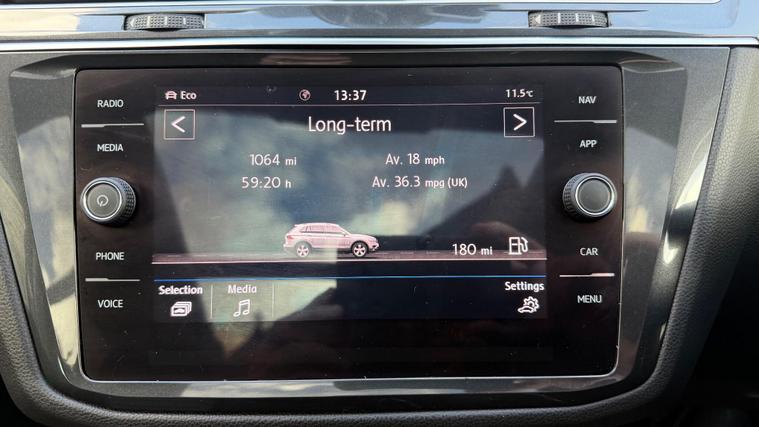 RADIO
MEDIA
PHONE
VOICE
Eco 13:37 11.5°C
Long-term
1064 mi Av. 18 mph
59:20 h Av. 36.3 mpg (UK)
180 mi
Selection Media Settings
NAV
APP
CAR
MENU